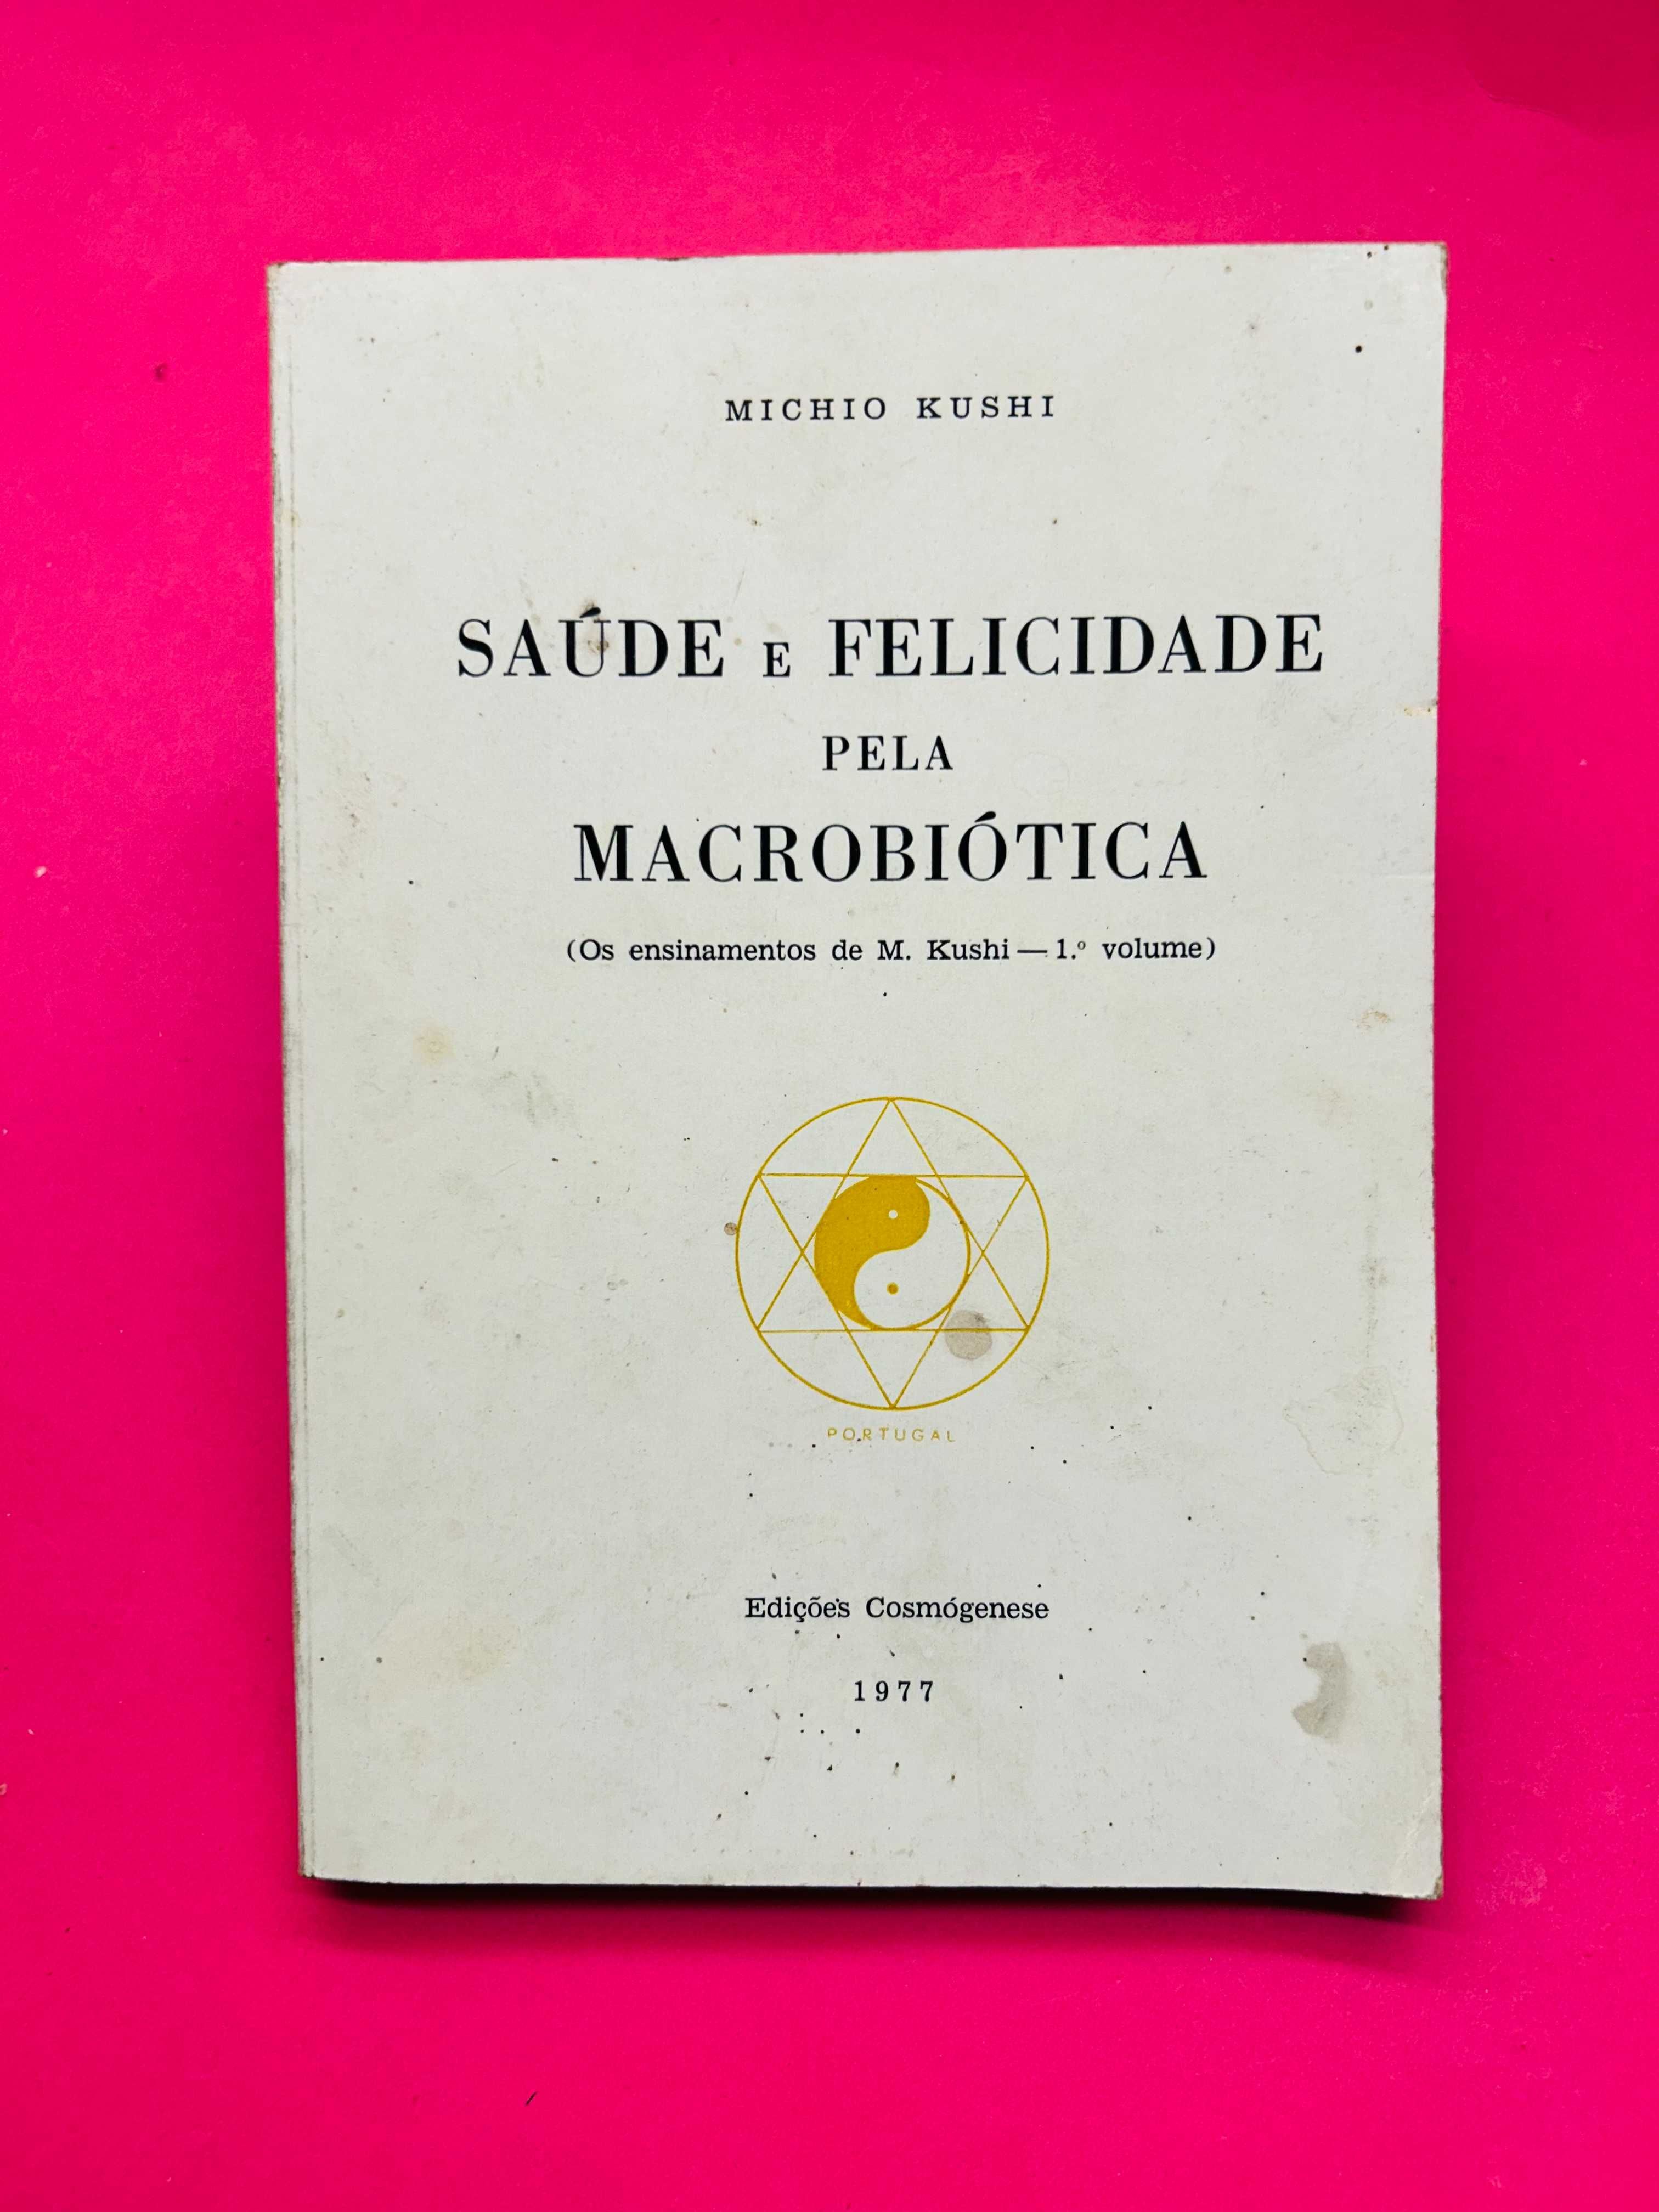 MICHIO KUSHI
SAÚDE E FELICIDADE
PELA
MACROBIÓTICA
(Os ensinamentos de M. Kushi — 1.º volume)
PORTUGAL
Edições Cosmógenese
1977